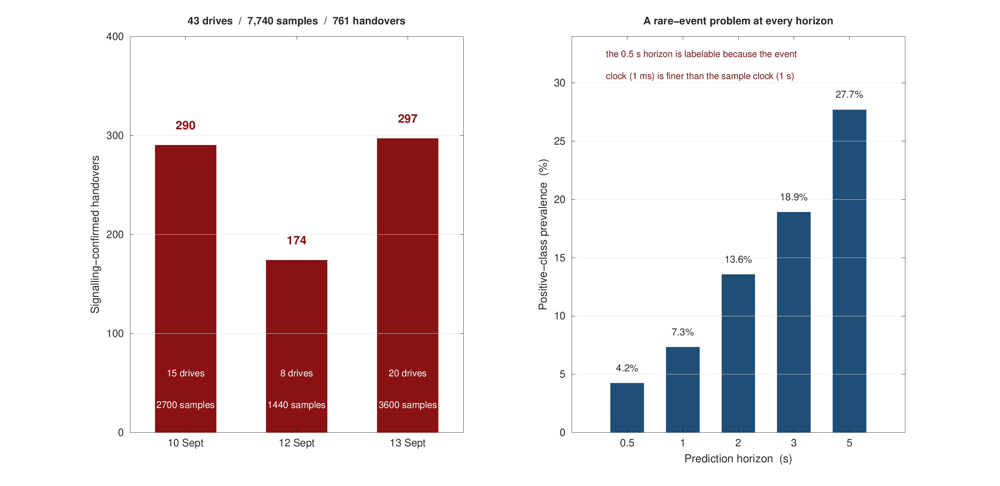 43 drives / 7,740 samples / 761 handovers
400
300
200
100
0
Signalling–confirmed handovers
290
174
297
15 drives
8 drives
20 drives
2700 samples
1440 samples
3600 samples
10 Sept
12 Sept
13 Sept
A rare–event problem at every horizon
the 0.5 s horizon is labelable because the event
clock (1 ms) is finer than the sample clock (1 s)
30
25
20
15
10
5
0
Positive–class prevalence (%)
4.2%
7.3%
13.6%
18.9%
27.7%
0.5
1
2
3
5
Prediction horizon (s)